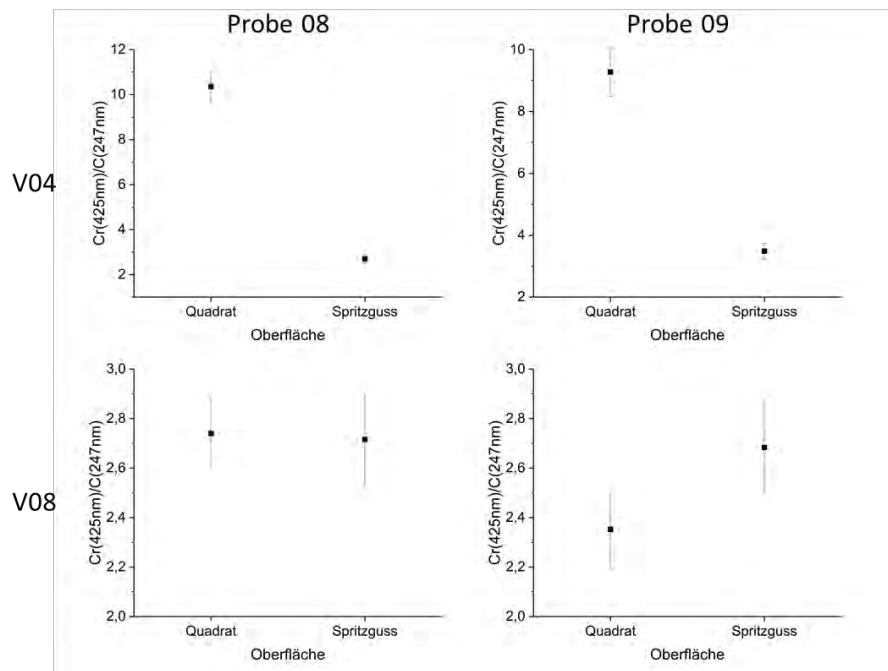 Probe 08
Probe 09
V04
Cr(425nm)/C(247nm)
12
10
8
6
4
2
Quadrat
Spritzguss
Oberfläche
Cr(425nm)/C(247nm)
10
8
6
4
2
Quadrat
Spritzguss
Oberfläche
V08
Cr(425nm)/C(247nm)
3,0
2,8
2,6
2,4
2,2
2,0
Quadrat
Spritzguss
Oberfläche
Cr(425nm)/C(247nm)
3,0
2,8
2,6
2,4
2,2
2,0
Quadrat
Spritzguss
Oberfläche